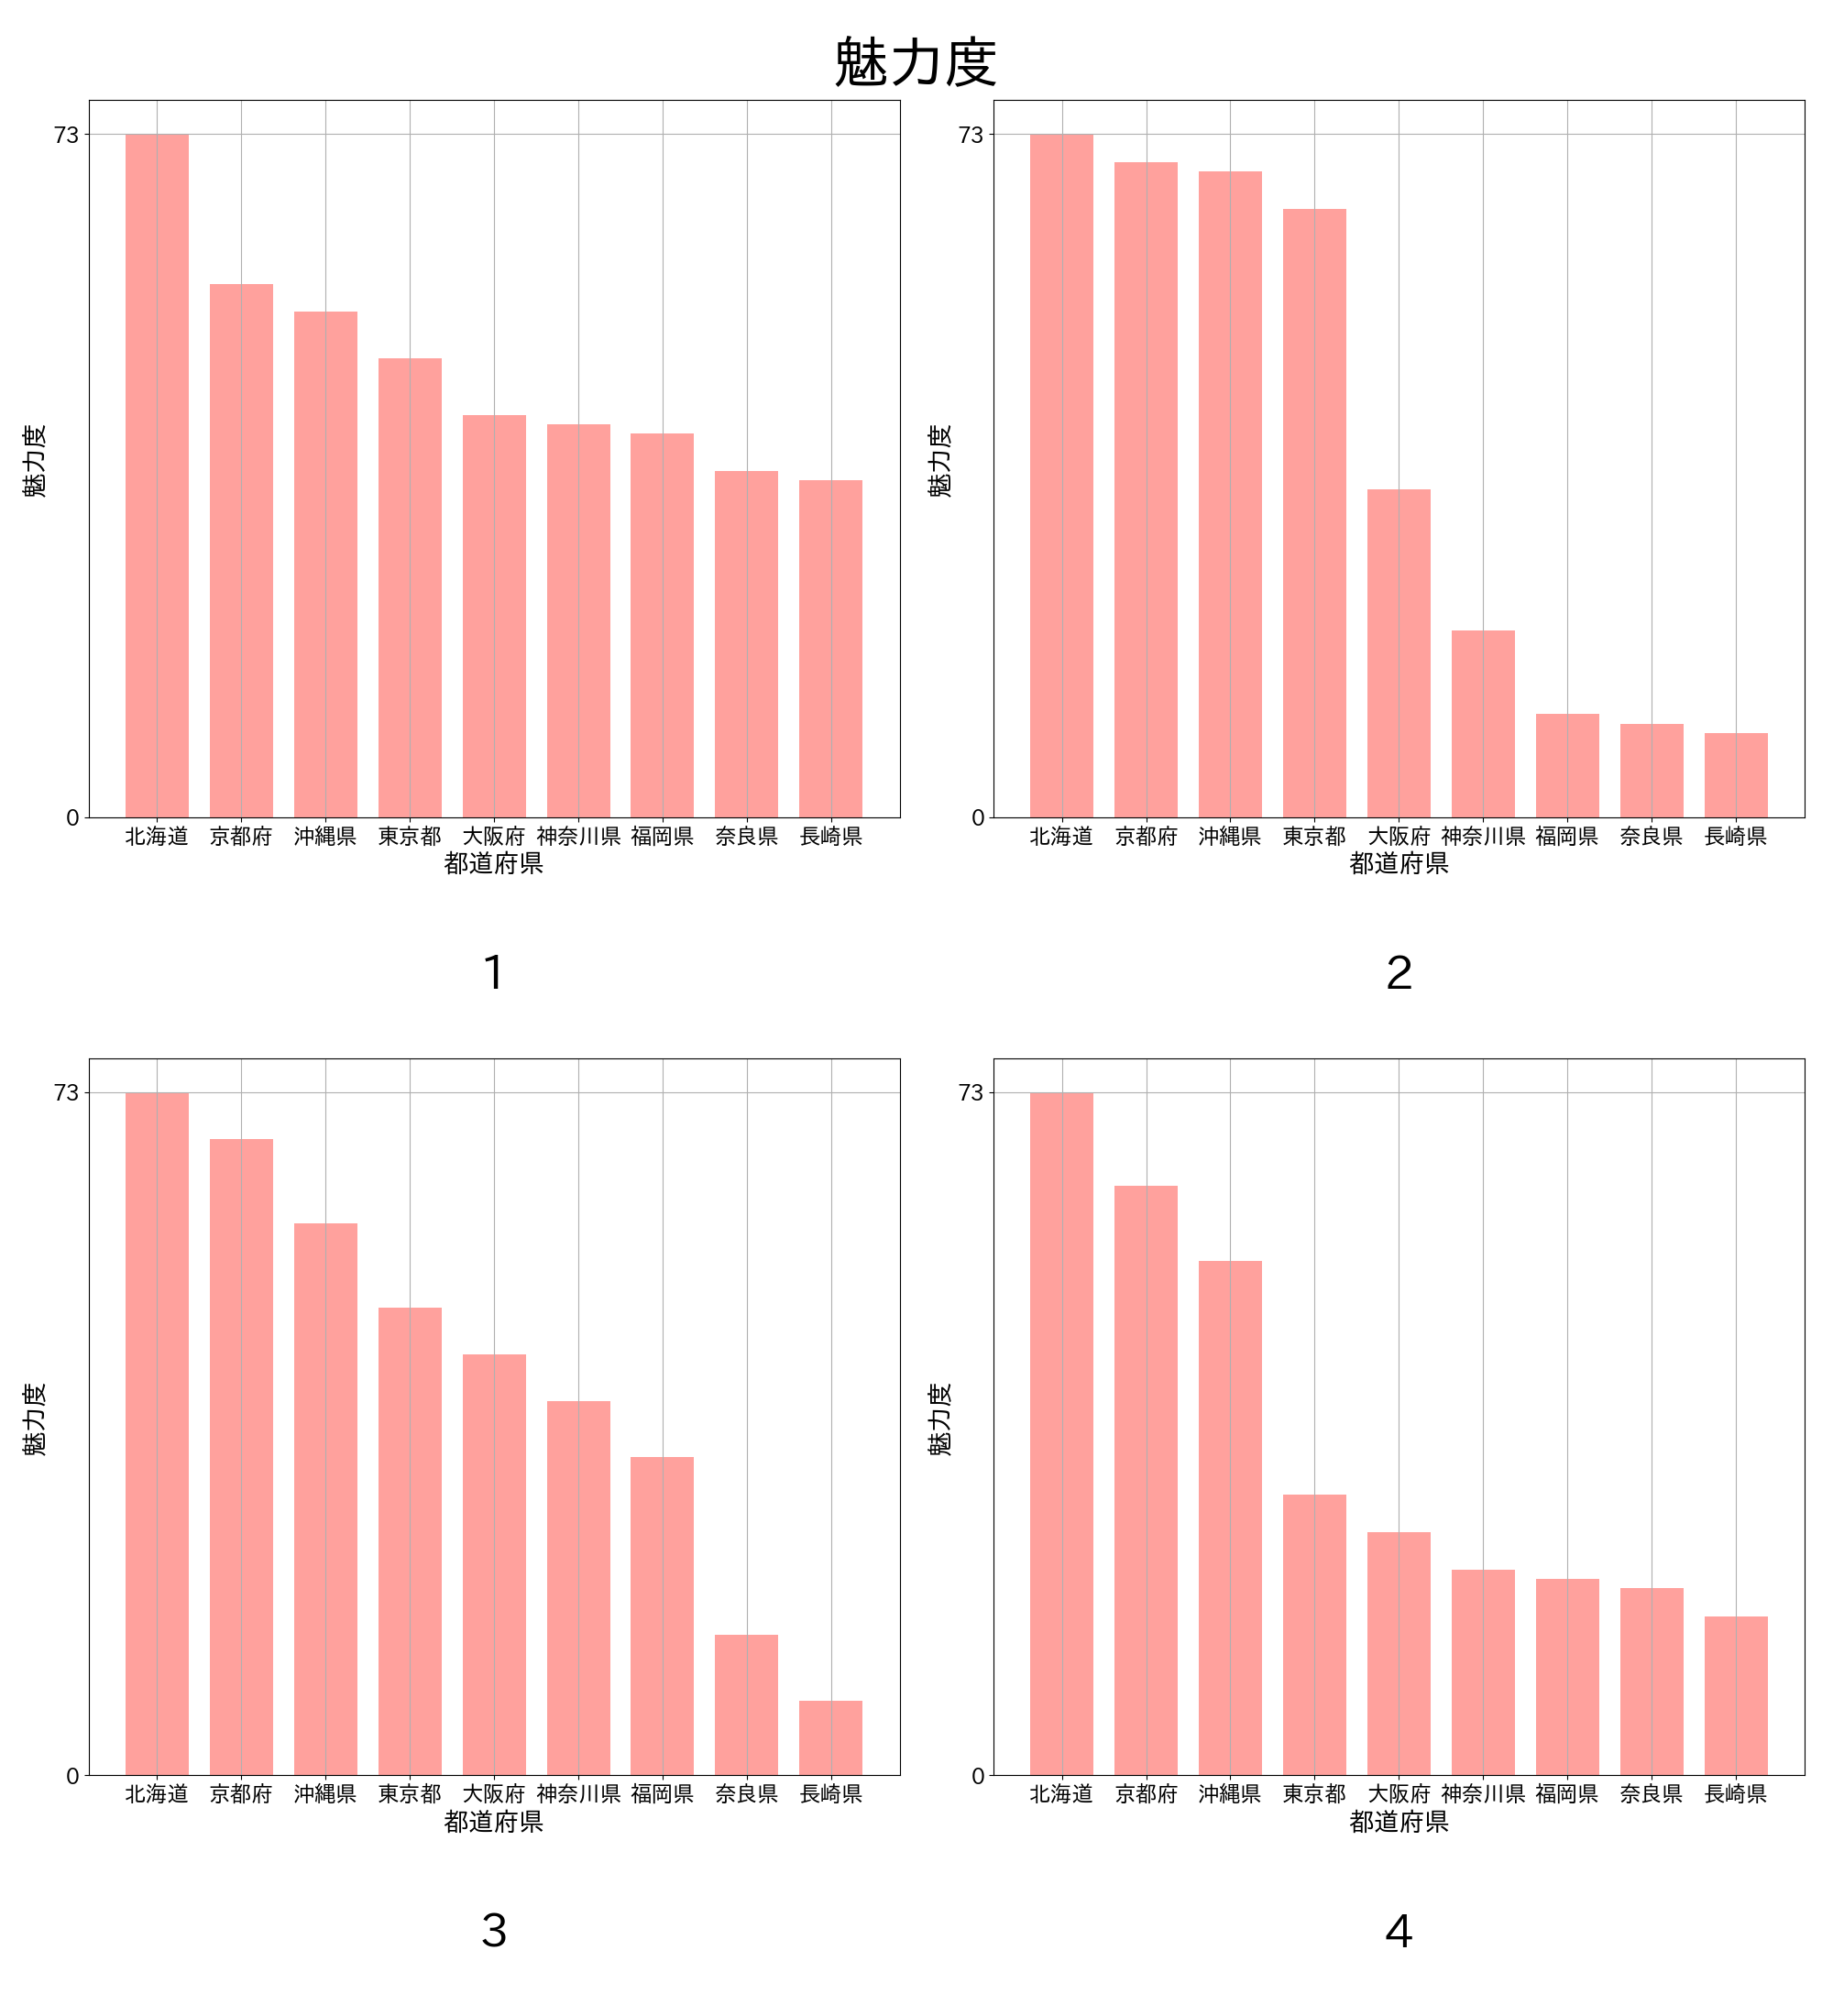 魅力度
73
0
魅力度
北海道 京都府 沖縄県 東京都 大阪府 神奈川県 福岡県 奈良県 長崎県
都道府県
1
73
0
魅力度
北海道 京都府 沖縄県 東京都 大阪府 神奈川県 福岡県 奈良県 長崎県
都道府県
2
73
0
魅力度
北海道 京都府 沖縄県 東京都 大阪府 神奈川県 福岡県 奈良県 長崎県
都道府県
3
73
0
魅力度
北海道 京都府 沖縄県 東京都 大阪府 神奈川県 福岡県 奈良県 長崎県
都道府県
4